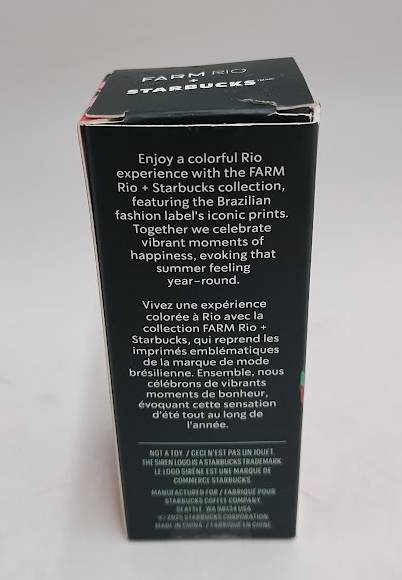 FARM RIO
+
STARBUCKS
Enjoy a colorful Rio
experience with the FARM
Rio + Starbucks collection,
featuring the Brazilian
fashion label's iconic prints.
Together we celebrate
vibrant moments of
happiness, evoking that
summer feeling
year-round.
Vivez une expérience
colorée à Rio avec la
collection FARM Rio +
Starbucks, qui reprend les
imprimés emblématiques
de la marque de mode
brésilienne. Ensemble, nous
célébrons de vibrants
moments de bonheur,
évoquant cette sensation
d'été tout au long de
l'année.
NOT A TOY. / CECI N'EST PAS UN JOUET.
THE SIREN LOGO IS A STARBUCKS TRADEMARK.
LE LOGO SIRÈNE EST UNE MARQUE DE
COMMERCE STARBUCKS.
MANUFACTURED FOR / FABRIQUÉ POUR
STARBUCKS COFFEE COMPANY,
SEATTLE, WA 98134 USA
© 2025 STARBUCKS CORPORATION
MADE IN CHINA / FABRIQUÉ EN CHINE